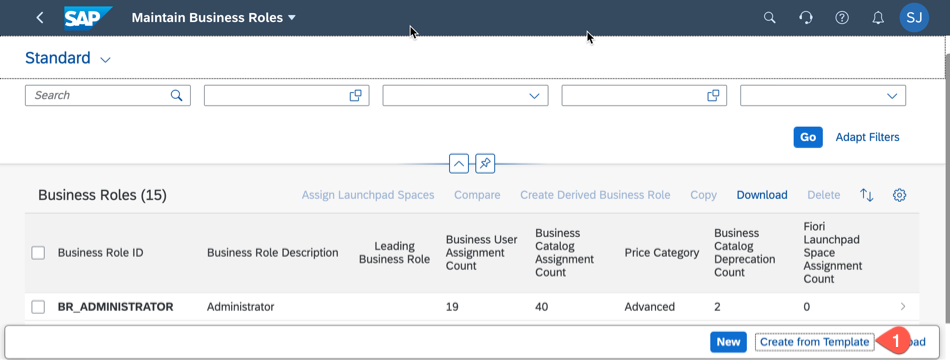 SAP Maintain Business Roles SJ
Standard
Search
Go Adapt Filters
Business Roles (15) Assign Launchpad Spaces Compare Create Derived Business Role Copy Download Delete
Business Role ID Business Role Description Leading Business Role Business User Assignment Count Business Catalog Assignment Count Price Category Business Catalog Deprecation Count Fiori Launchpad Space Assignment Count
BR_ADMINISTRATOR Administrator 19 40 Advanced 2 0
New Create from Template 1 oad